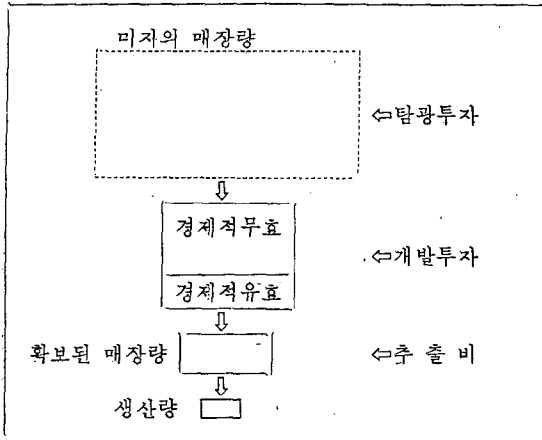 미지의 매장량
⇦탐광투자
경제적무효
⇦개발투자
경제적유효
확보된 매장량 ⇦추 출 비
생산량